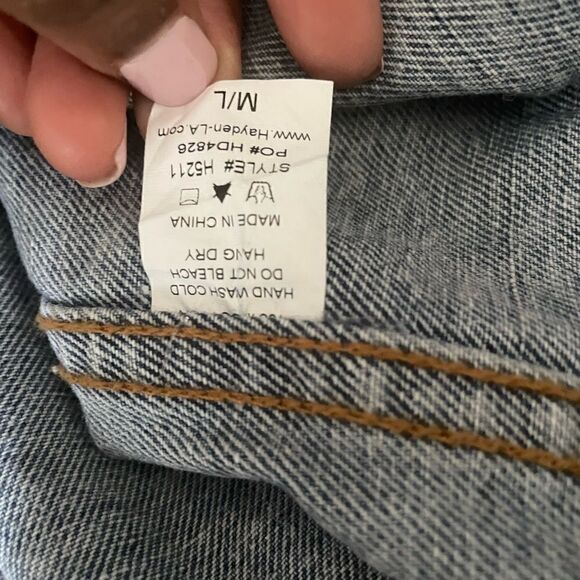 HAND WASH COLD
DO NOT BLEACH
HANG DRY
MADE IN CHINA
STYLE# H5211
PO# HD4826
www.Hayden-LA.com
M/L